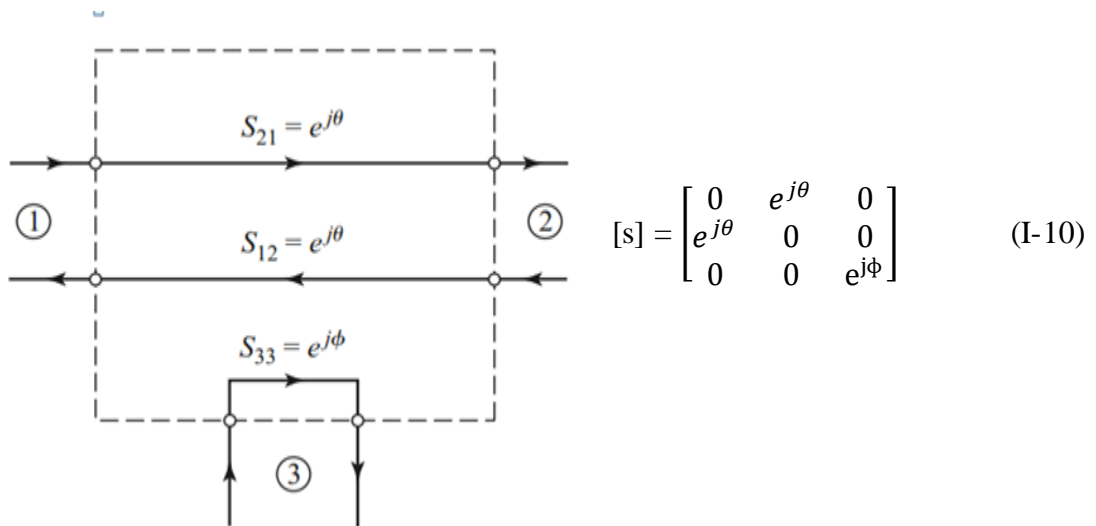 S₂₁ = e^{jθ}
① ②
S₁₂ = e^{jθ}
S₃₃ = e^{jϕ}
③
[s] = [ 0 e^{jθ} 0
e^{jθ} 0 0
0 0 e^{jϕ} ] (I-10)